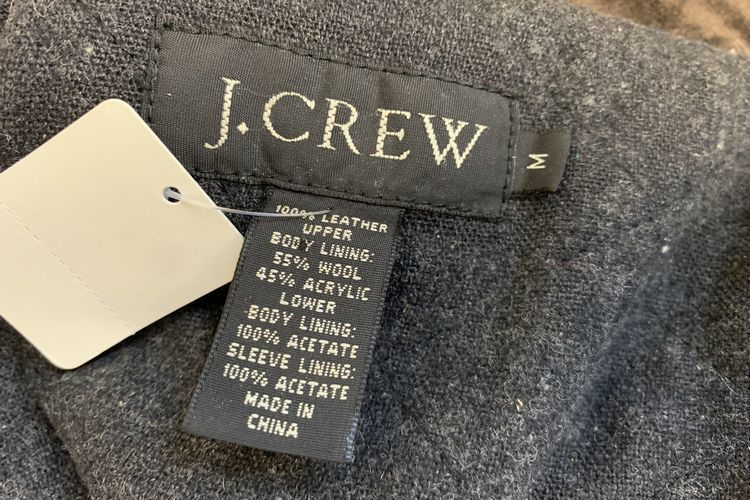 J.CREW
M
100% LEATHER
UPPER
BODY LINING:
55% WOOL
45% ACRYLIC
LOWER
BODY LINING:
100% ACETATE
SLEEVE LINING:
100% ACETATE
MADE IN
CHINA